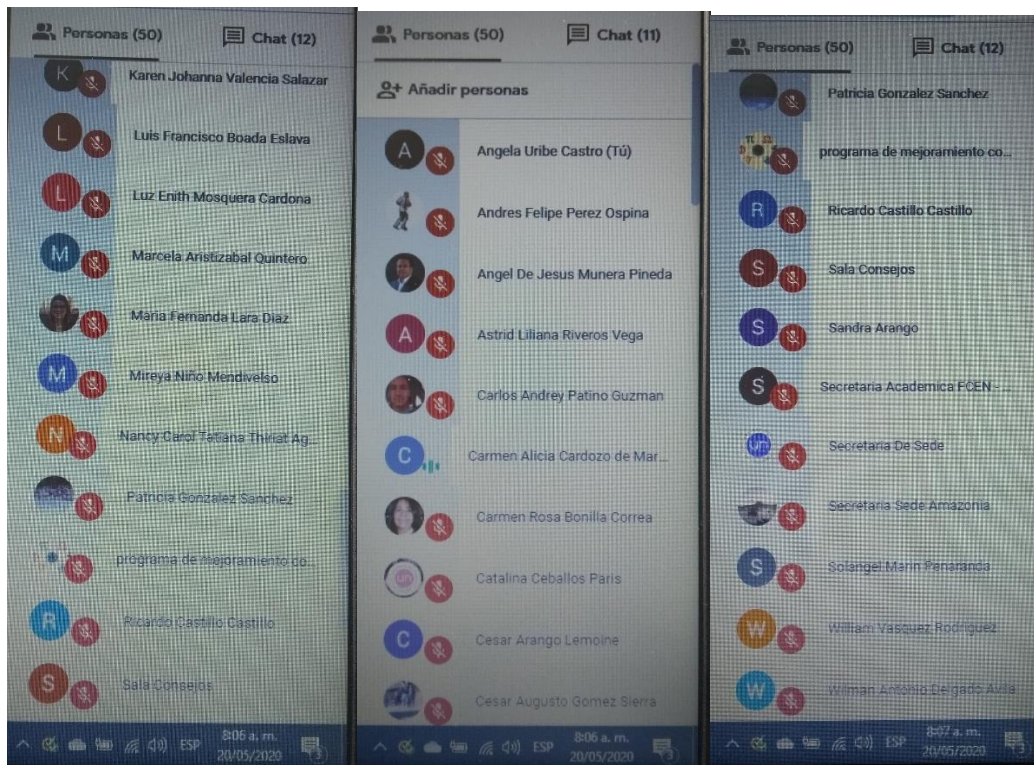 Personas (50)
Chat (12)
K
Karen Johanna Valencia Salazar
L
Luis Francisco Boada Eslava
L
Luz Enith Mosquera Cardona
M
Marcela Aristizabal Quintero
Maria Fernanda Lara Diaz
M
Mireya Niño Mendivelso
N
Nancy Carol Tatiana Thiriat Ag...
Patricia Gonzalez Sanchez
programa de mejoramiento co...
R
Ricardo Castillo Castillo
S
Sala Consejos
ESP
8:06 a. m.
20/05/2020
3
Personas (50)
Chat (11)
Añadir personas
A
Angela Uribe Castro (Tú)
Andres Felipe Perez Ospina
Angel De Jesus Munera Pineda
A
Astrid Liliana Riveros Vega
Carlos Andrey Patino Guzman
C
Carmen Alicia Cardozo de Mar...
Carmen Rosa Bonilla Correa
un
Catalina Ceballos Paris
C
Cesar Arango Lemoine
Cesar Augusto Gomez Sierra
ESP
8:06 a. m.
20/05/2020
3
Personas (50)
Chat (12)
Patricia Gonzalez Sanchez
programa de mejoramiento co...
R
Ricardo Castillo Castillo
S
Sala Consejos
S
Sandra Arango
S
Secretaria Academica FCEN - ...
un
Secretaria De Sede
Secretaria Sede Amazonia
S
Solangel Marin Penaranda
W
William Vasquez Rodriguez
W
Wilman Antonio Delgado Avila
ESP
8:07 a. m.
20/05/2020
3